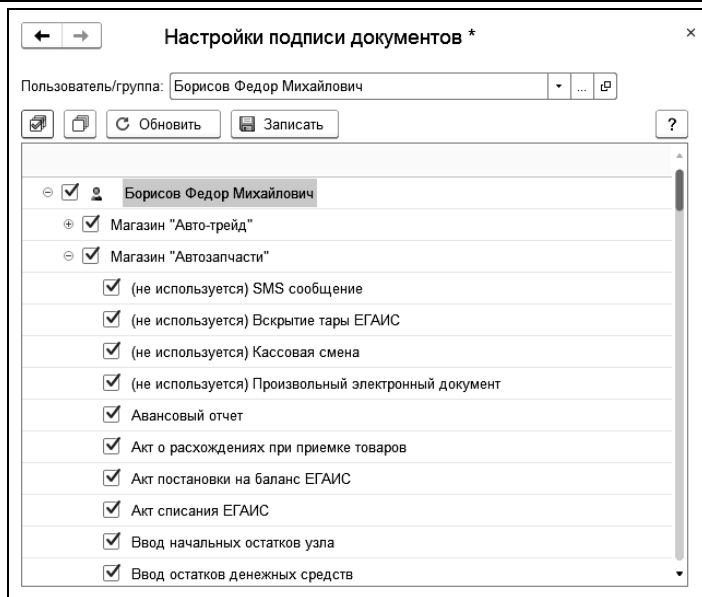 Настройки подписи документов *
Пользователь/группа: Борисов Федор Михайлович
Обновить Записать ?
Борисов Федор Михайлович
Магазин "Авто-трейд"
Магазин "Автозапчасти"
(не используется) SMS сообщение
(не используется) Вскрытие тары ЕГАИС
(не используется) Кассовая смена
(не используется) Произвольный электронный документ
Авансовый отчет
Акт о расхождениях при приемке товаров
Акт постановки на баланс ЕГАИС
Акт списания ЕГАИС
Ввод начальных остатков узла
Ввод остатков денежных средств